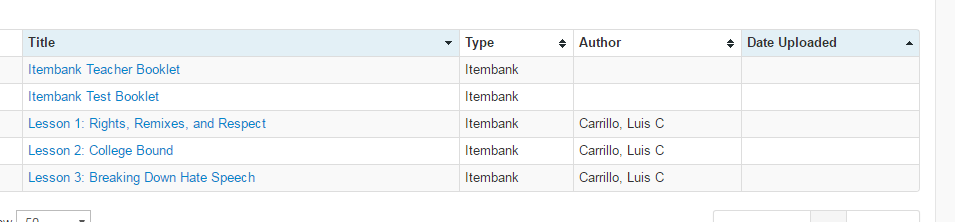 Title Type Author Date Uploaded
Itembank Teacher Booklet Itembank
Itembank Test Booklet Itembank
Lesson 1: Rights, Remixes, and Respect Itembank Carrillo, Luis C
Lesson 2: College Bound Itembank Carrillo, Luis C
Lesson 3: Breaking Down Hate Speech Itembank Carrillo, Luis C